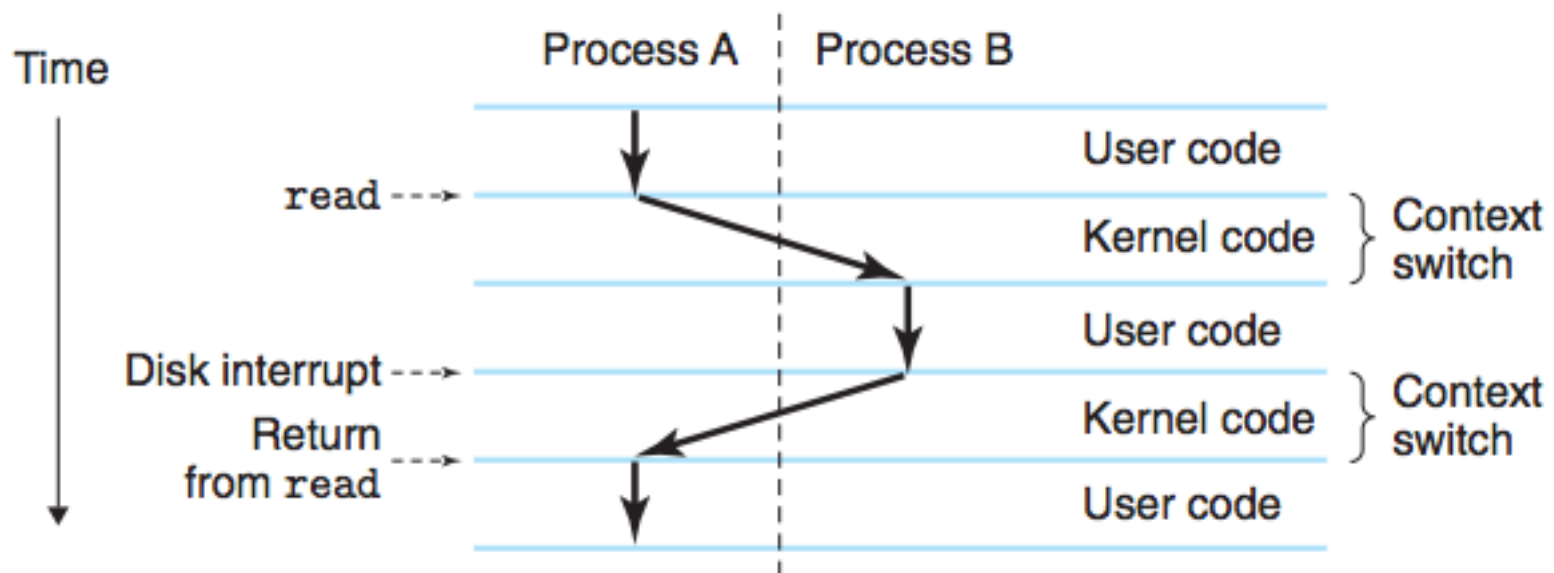 Process A
Process B
Time
User code
read
Kernel code
Context
switch
User code
Disk interrupt
Kernel code
Context
switch
Return
from read
User code